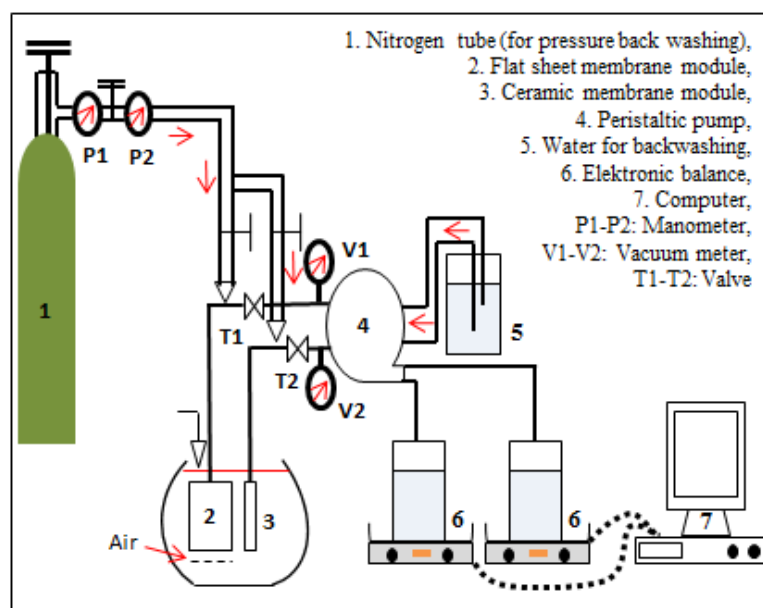 1. Nitrogen tube (for pressure back washing),
2. Flat sheet membrane module,
3. Ceramic membrane module,
4. Peristaltic pump,
5. Water for backwashing,
6. Elektronic balance,
7. Computer,
P1-P2: Manometer,
V1-V2: Vacuum meter,
T1-T2: Valve
P1
P2
V1
1
4
5
T1
T2
V2
2
3
6
6
7
Air